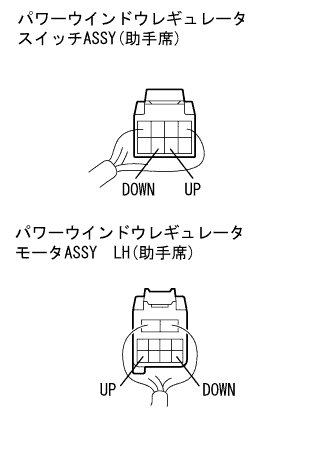 パワーウインドウレギュレータ
スイッチASSY(助手席)
DOWN UP
パワーウインドウレギュレータ
モータASSY LH(助手席)
UP DOWN